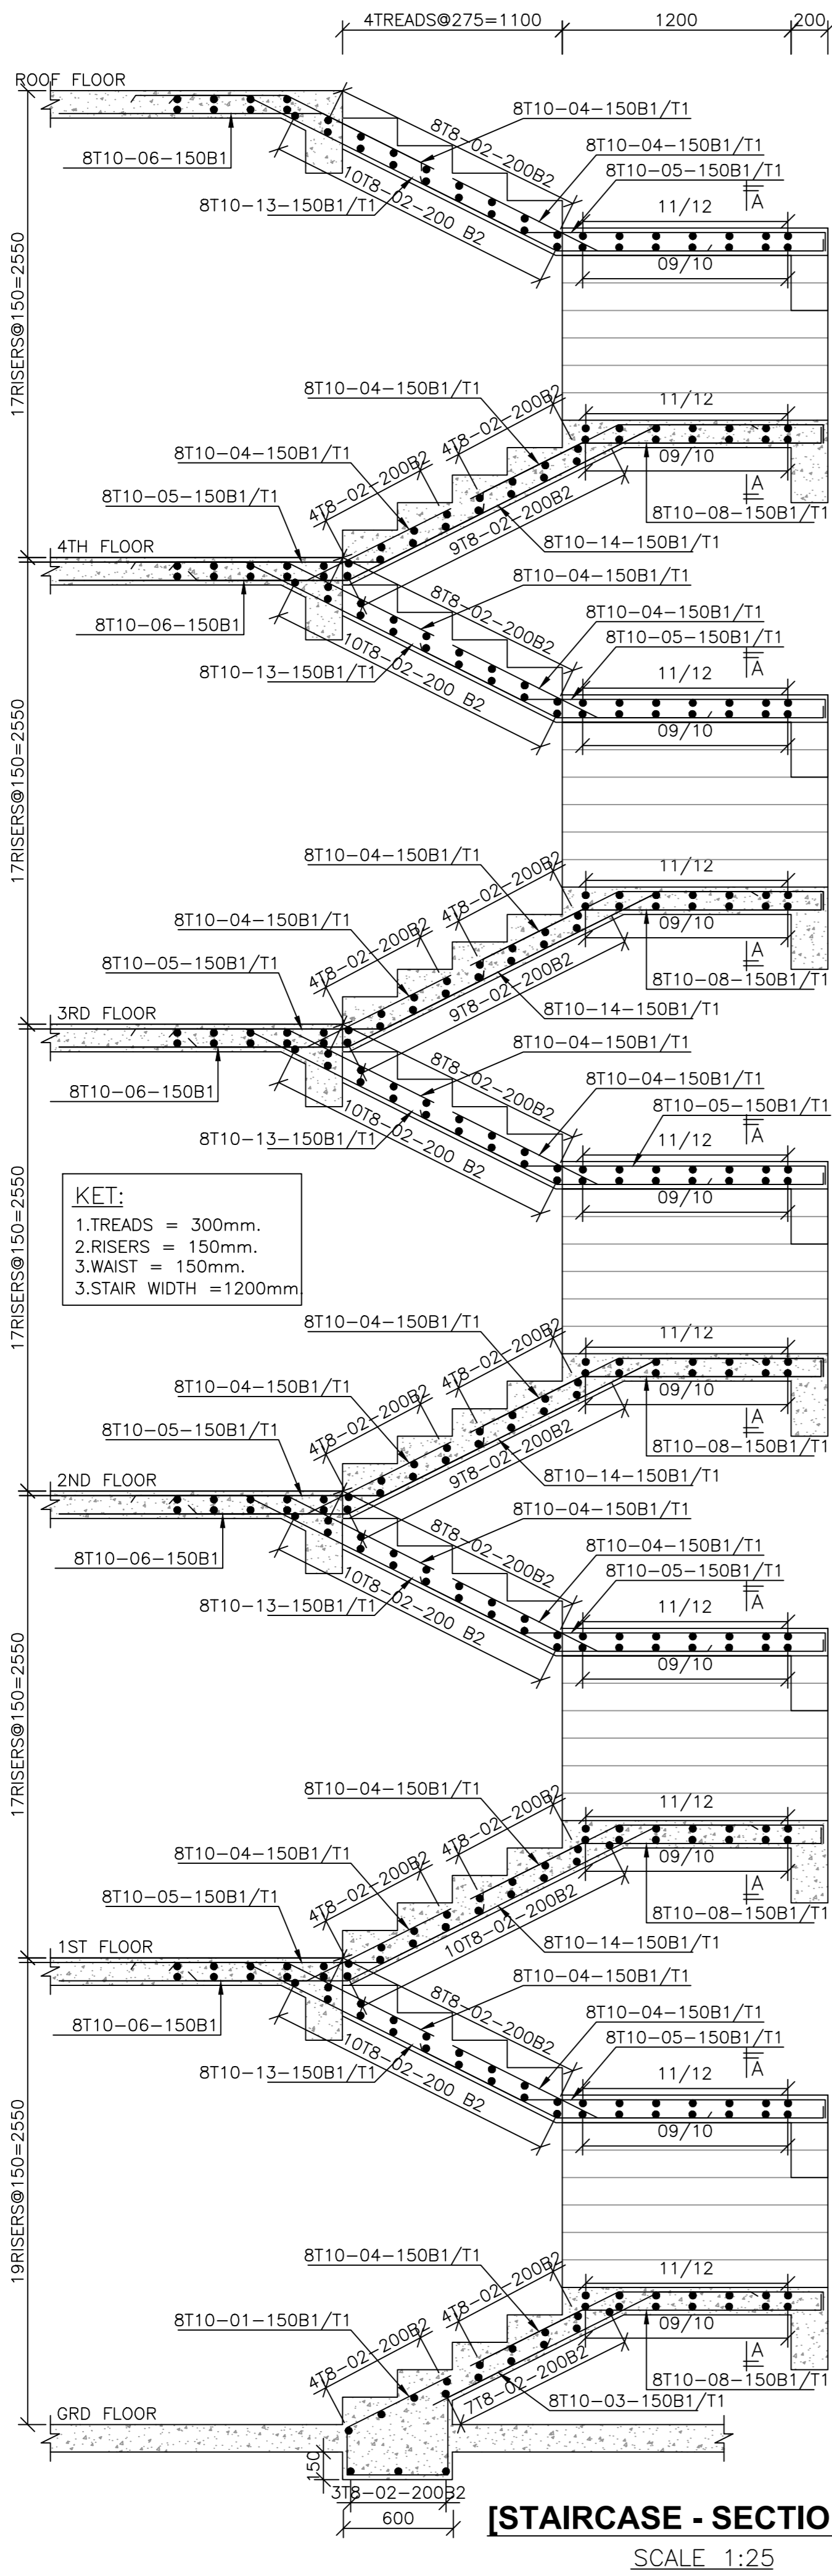 4TREADS@275=1100
1200
200
ROOF FLOOR
8T10-04-150B1/T1
8T8-02-200B2
8T10-04-150B1/T1
8T10-06-150B1
8T10-05-150B1/T1
10T8-02-200 B2
A
8T10-13-150B1/T1
11/12
A
09/10
17RISERS@150=2550
8T10-04-150B1/T1
11/12
4T8-02-200B2
8T10-04-150B1/T1
4T8-02-200B2
09/10
8T10-05-150B1/T1
A
9T8-02-200B2
8T10-08-150B1/T1
8T10-14-150B1/T1
4TH FLOOR
8T10-04-150B1/T1
8T8-02-200B2
8T10-04-150B1/T1
8T10-06-150B1
8T10-05-150B1/T1
10T8-02-200 B2
8T10-13-150B1/T1
11/12
A
09/10
17RISERS@150=2550
8T10-04-150B1/T1
11/12
4T8-02-200B2
8T10-04-150B1/T1
4T8-02-200B2
09/10
8T10-05-150B1/T1
A
9T8-02-200B2
8T10-08-150B1/T1
8T10-14-150B1/T1
3RD FLOOR
8T10-04-150B1/T1
8T8-02-200B2
8T10-04-150B1/T1
8T10-06-150B1
8T10-05-150B1/T1
10T8-02-200 B2
8T10-13-150B1/T1
11/12
A
09/10
KET:
1.TREADS = 300mm.
2.RISERS = 150mm.
3.WAIST = 150mm.
3.STAIR WIDTH =1200mm.
17RISERS@150=2550
8T10-04-150B1/T1
11/12
4T8-02-200B2
8T10-04-150B1/T1
4T8-02-200B2
09/10
8T10-05-150B1/T1
A
9T8-02-200B2
8T10-08-150B1/T1
8T10-14-150B1/T1
2ND FLOOR
8T10-04-150B1/T1
8T8-02-200B2
8T10-04-150B1/T1
8T10-06-150B1
8T10-05-150B1/T1
10T8-02-200 B2
8T10-13-150B1/T1
11/12
A
09/10
17RISERS@150=2550
8T10-04-150B1/T1
11/12
4T8-02-200B2
8T10-04-150B1/T1
4T8-02-200B2
09/10
8T10-05-150B1/T1
A
10T8-02-200B2
8T10-08-150B1/T1
8T10-14-150B1/T1
1ST FLOOR
8T10-04-150B1/T1
8T8-02-200B2
8T10-04-150B1/T1
8T10-06-150B1
8T10-05-150B1/T1
10T8-02-200 B2
8T10-13-150B1/T1
11/12
A
09/10
19RISERS@150=2550
8T10-04-150B1/T1
11/12
4T8-02-200B2
8T10-01-150B1/T1
4T8-02-200B2
09/10
A
7T8-02-200B2
8T10-08-150B1/T1
8T10-03-150B1/T1
GRD FLOOR
150
3T8-02-200B2
600
[STAIRCASE - SECTIO
SCALE 1:25